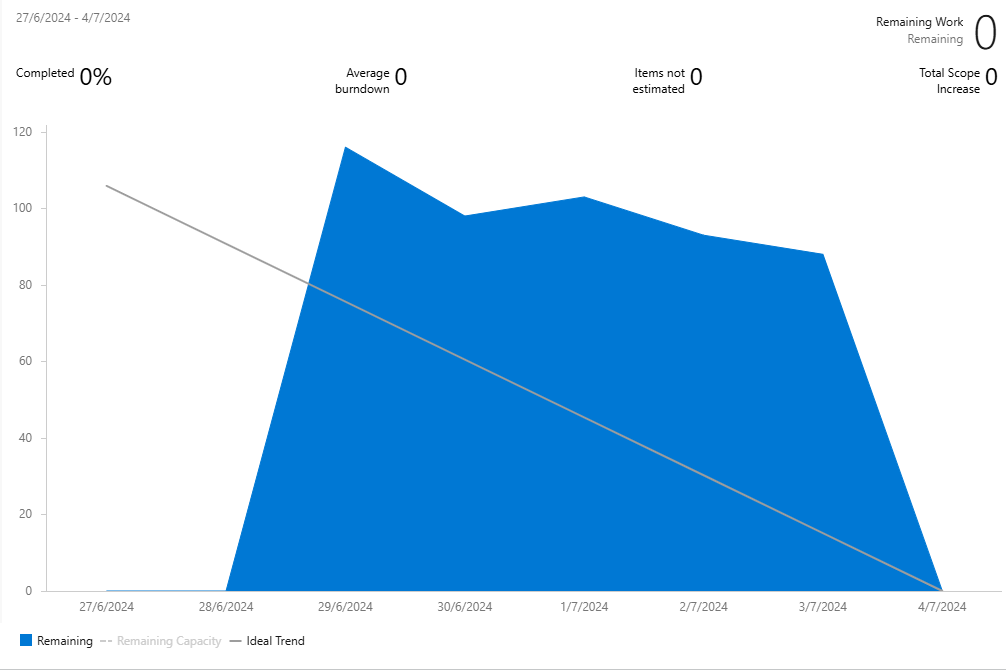 27/6/2024 - 4/7/2024
Remaining Work
Remaining
0
Completed
0%
Average
burndown
0
Items not
estimated
0
Total Scope
Increase
0
120
100
80
60
40
20
0
27/6/2024
28/6/2024
29/6/2024
30/6/2024
1/7/2024
2/7/2024
3/7/2024
4/7/2024
Remaining
Remaining Capacity
Ideal Trend